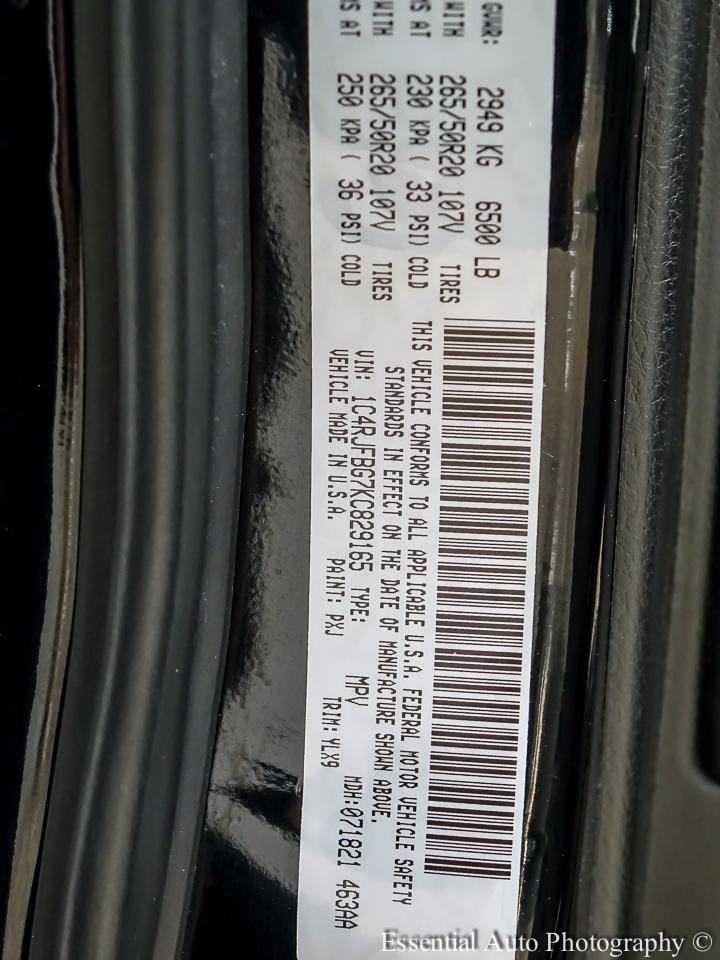 GVWR: 2949 KG 6500 LB
WITH 265/50R20 107V TIRES
MS AT 230 KPA ( 33 PSI) COLD
WITH 265/50R20 107V TIRES
MS AT 250 KPA ( 36 PSI) COLD
THIS VEHICLE CONFORMS TO ALL APPLICABLE U.S.A. FEDERAL MOTOR VEHICLE SAFETY
STANDARDS IN EFFECT ON THE DATE OF MANUFACTURE SHOWN ABOVE.
VIN: 1C4RJFBG7KC829165 TYPE: MPV MDH:071821 463AA
VEHICLE MADE IN U.S.A. PAINT: PXJ TRIM:YLX9
Essential Auto Photography ©